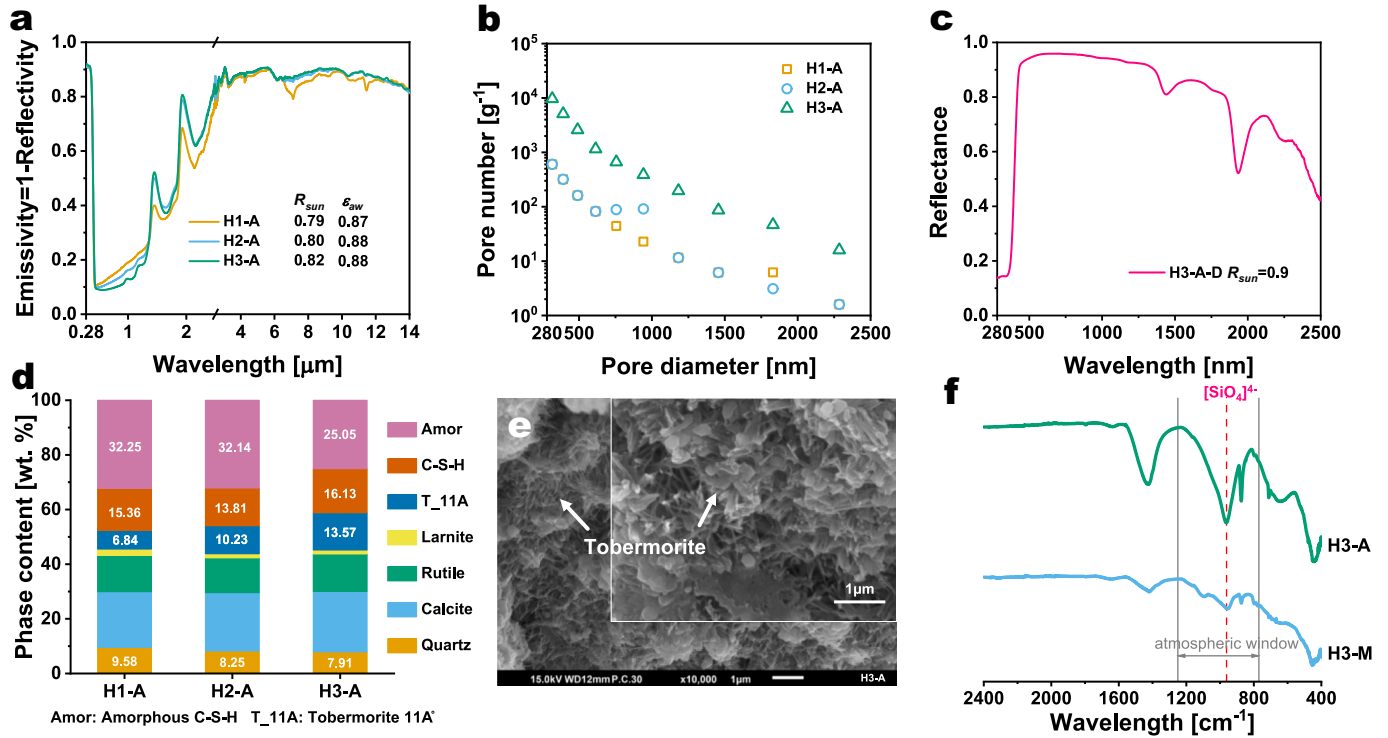 a
Emissivity=1-Reflectivity
1.0
0.8
0.6
0.4
0.2
0.0
R_sun ε_aw
H1-A 0.79 0.87
H2-A 0.80 0.88
H3-A 0.82 0.88
0.28 1 2 4 6 8 10 12 14
Wavelength [μm]
b
Pore number [g⁻¹]
10⁵
10⁴
10³
10²
10¹
10⁰
H1-A
H2-A
H3-A
280 500 1000 1500 2000 2500
Pore diameter [nm]
c
Reflectance
1.0
0.8
0.6
0.4
0.2
0.0
H3-A-D R_sun=0.9
280 500 1000 1500 2000 2500
Wavelength [nm]
d
Phase content [wt. %]
100
80
60
40
20
0
32.25 32.14 25.05
15.36 13.81 16.13
6.84 10.23 13.57
9.58 8.25 7.91
H1-A H2-A H3-A
Amor
C-S-H
T_11A
Larnite
Rutile
Calcite
Quartz
Amor: Amorphous C-S-H T_11A: Tobermorite 11A°
e
Tobermorite
1μm
15.0kV WD12mm P.C.30 x10,000 1μm H3-A
f
[SiO₄]⁴⁻
H3-A
H3-M
atmospheric window
2400 2000 1600 1200 800 400
Wavelength [cm⁻¹]